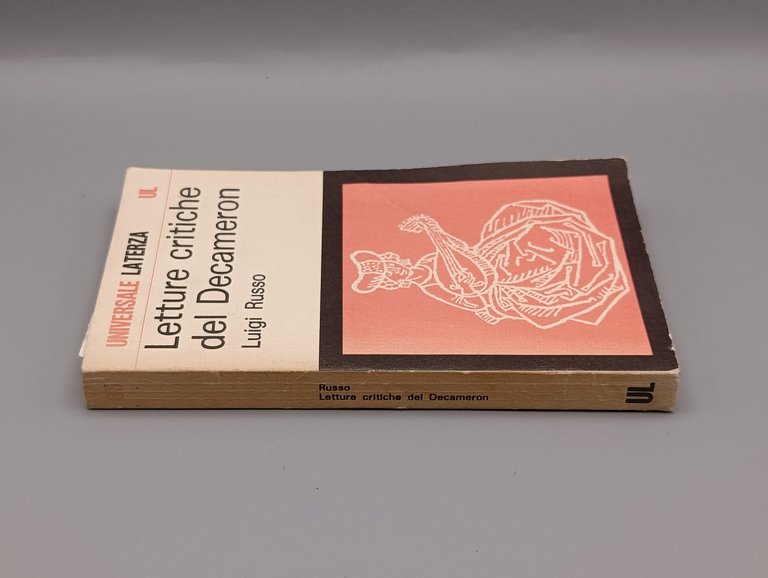 UNIVERSALE LATERZA UL
Letture critiche
del Decameron
Luigi Russo
Russo
Letture critiche del Decameron
UL